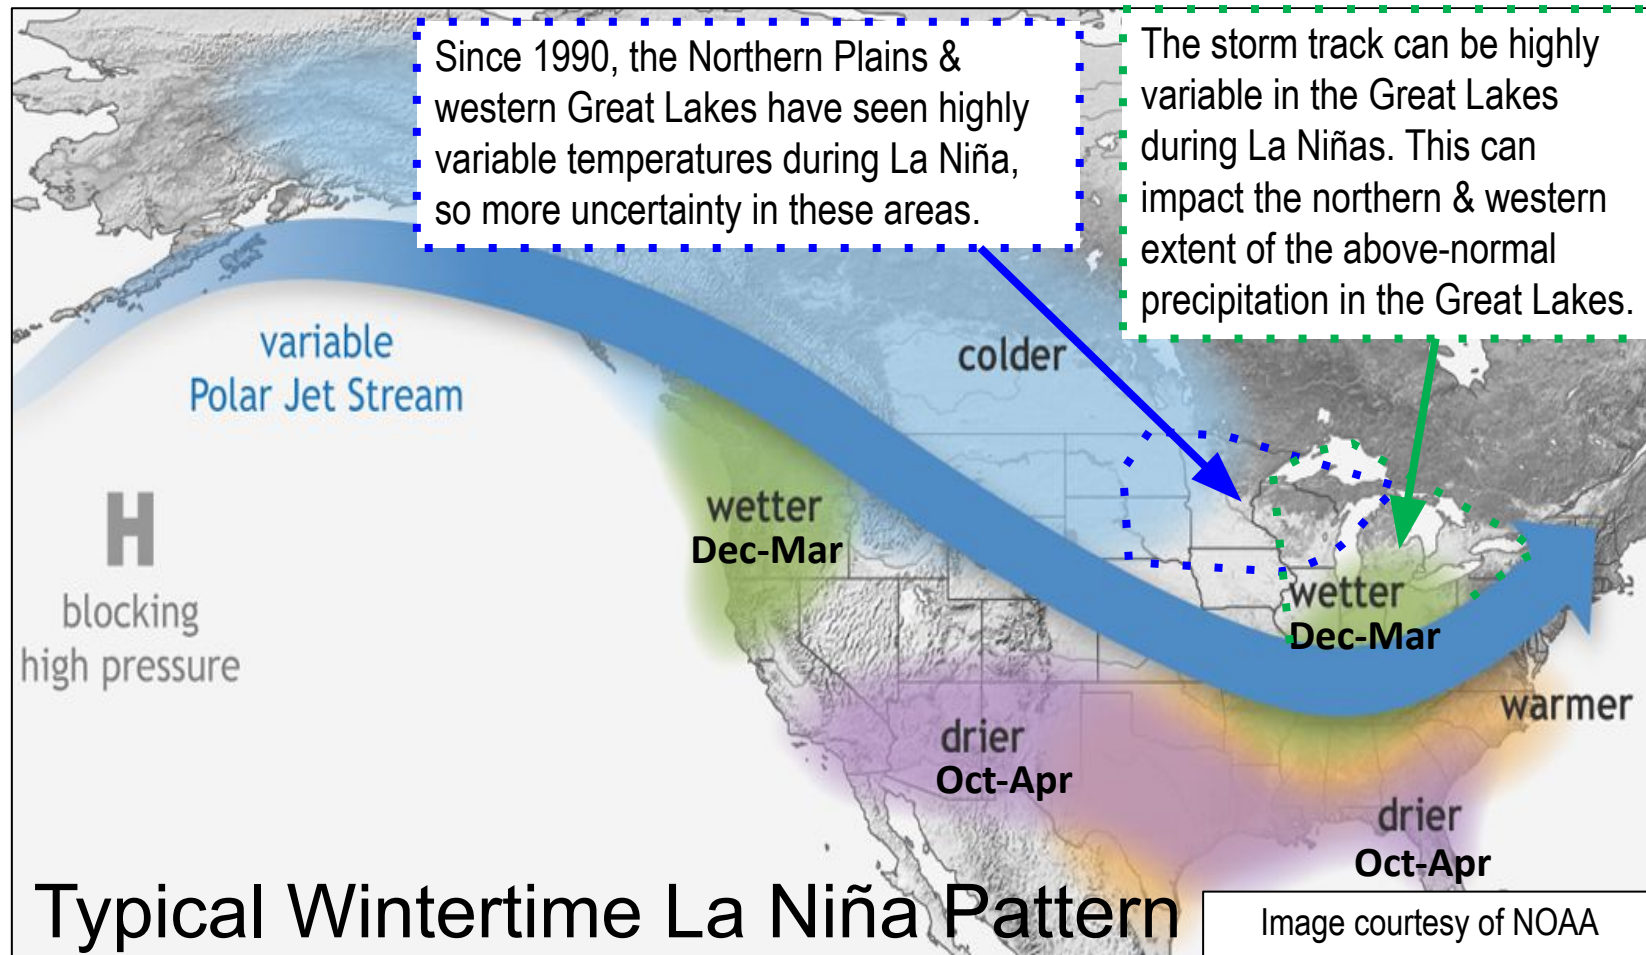 Since 1990, the Northern Plains &
western Great Lakes have seen highly
variable temperatures during La Niña,
so more uncertainty in these areas.
The storm track can be highly
variable in the Great Lakes
during La Niñas. This can
impact the northern & western
extent of the above-normal
precipitation in the Great Lakes.
variable
Polar Jet Stream
colder
H
blocking
high pressure
wetter
Dec-Mar
wetter
Dec-Mar
warmer
drier
Oct-Apr
drier
Oct-Apr
Typical Wintertime La Niña Pattern
Image courtesy of NOAA